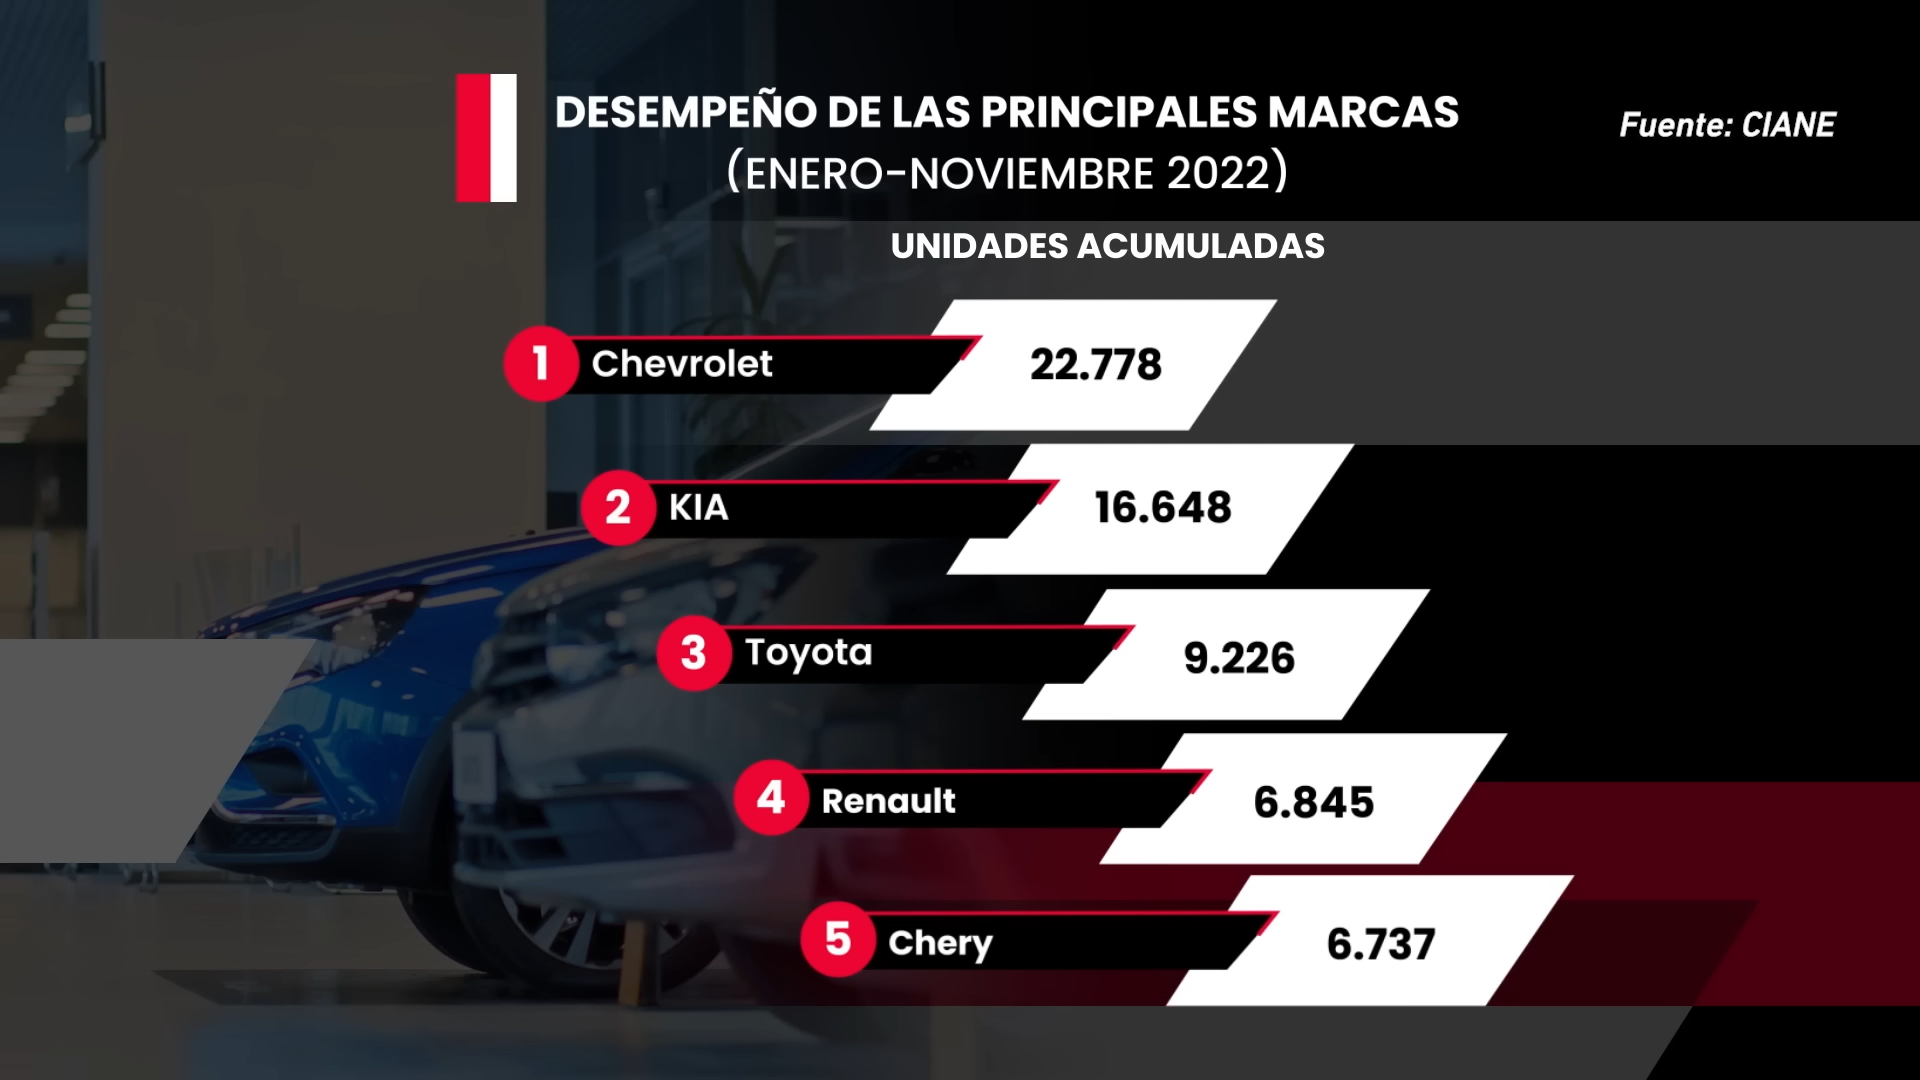 DESEMPEÑO DE LAS PRINCIPALES MARCAS
(ENERO-NOVIEMBRE 2022)
Fuente: CIANE
UNIDADES ACUMULADAS
1 Chevrolet 22.778
2 KIA 16.648
3 Toyota 9.226
4 Renault 6.845
5 Chery 6.737